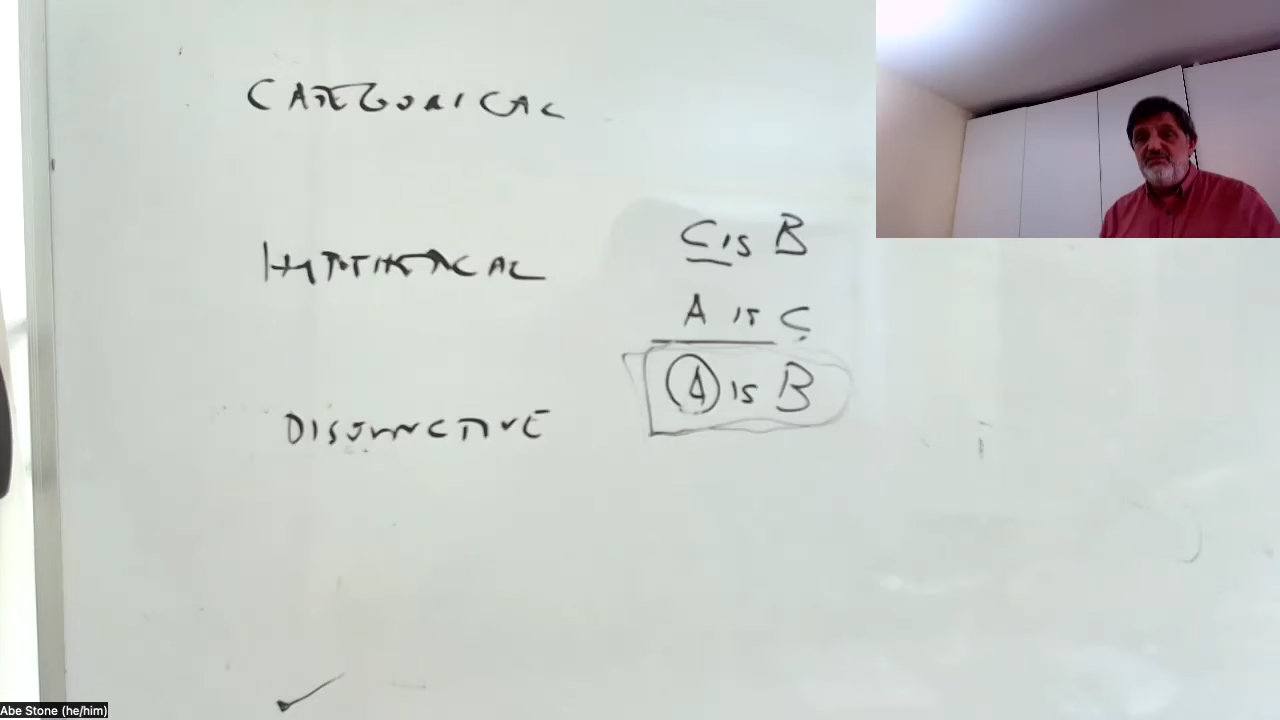 CATEGORICAL
HYPOTHETICAL
DISJUNCTIVE
C is B
A is C
A is B
Abe Stone (he/him)